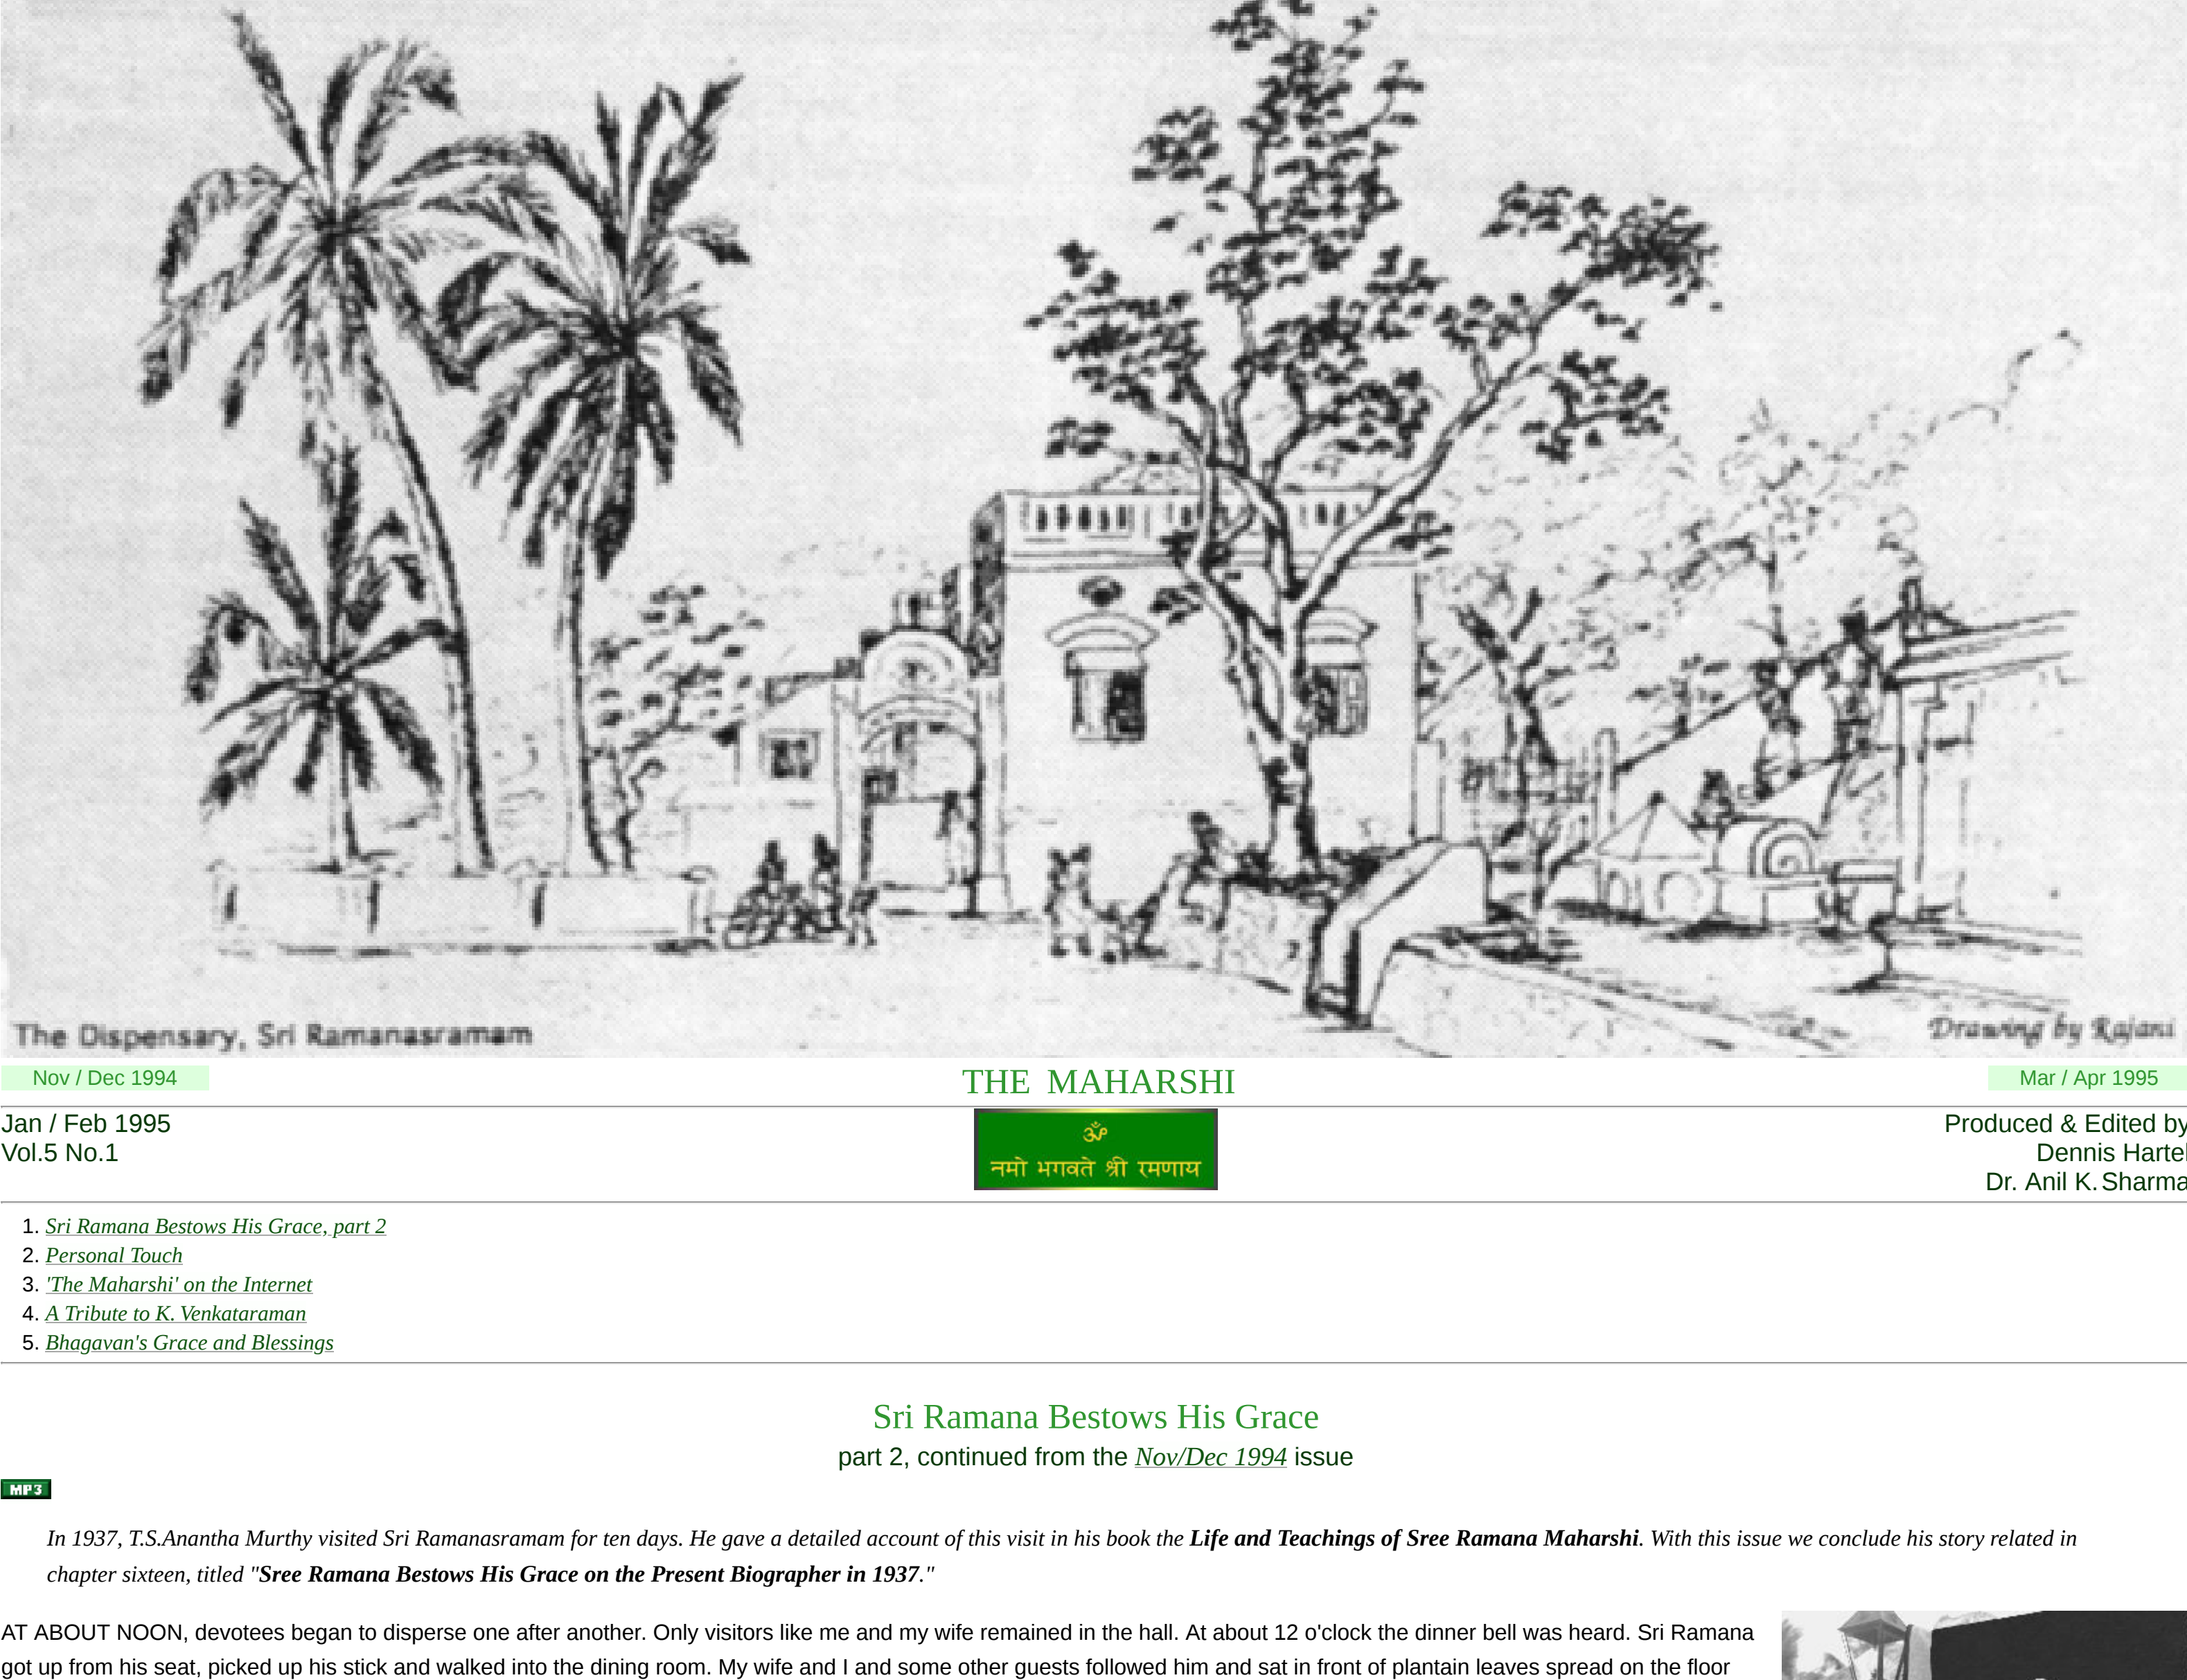 The Dispensary, Sri Ramanasramam
Drawing by Rajani
Nov / Dec 1994
THE MAHARSHI
Mar / Apr 1995
Jan / Feb 1995
Vol.5 No.1
ॐ
नमो भगवते श्री रमणाय
Produced & Edited by
Dennis Hartel
Dr. Anil K. Sharma
1. Sri Ramana Bestows His Grace, part 2
2. Personal Touch
3. 'The Maharshi' on the Internet
4. A Tribute to K. Venkataraman
5. Bhagavan's Grace and Blessings
Sri Ramana Bestows His Grace
part 2, continued from the Nov/Dec 1994 issue
MP3
In 1937, T.S.Anantha Murthy visited Sri Ramanasramam for ten days. He gave a detailed account of this visit in his book the Life and Teachings of Sree Ramana Maharshi. With this issue we conclude his story related in
chapter sixteen, titled "Sree Ramana Bestows His Grace on the Present Biographer in 1937."
AT ABOUT NOON, devotees began to disperse one after another. Only visitors like me and my wife remained in the hall. At about 12 o'clock the dinner bell was heard. Sri Ramana
got up from his seat, picked up his stick and walked into the dining room. My wife and I and some other guests followed him and sat in front of plantain leaves spread on the floor